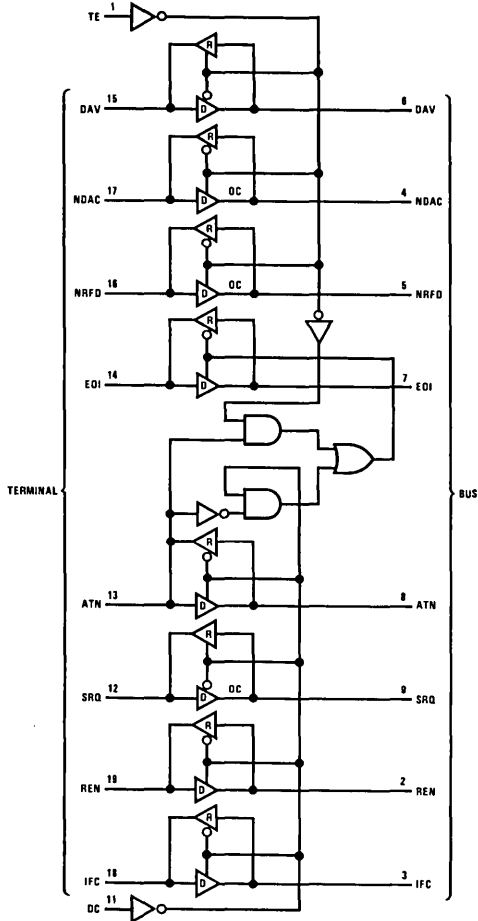 TE 1
R
DAV 15 D 6 DAV
R
NDAC 17 D OC 4 NDAC
R
NRFD 16 D OC 5 NRFD
R
EOI 14 D 7 EOI
TERMINAL BUS
R
ATN 13 D 8 ATN
R
SRQ 12 D OC 9 SRQ
R
REN 19 D 2 REN
R
IFC 18 D 3 IFC
DC 11